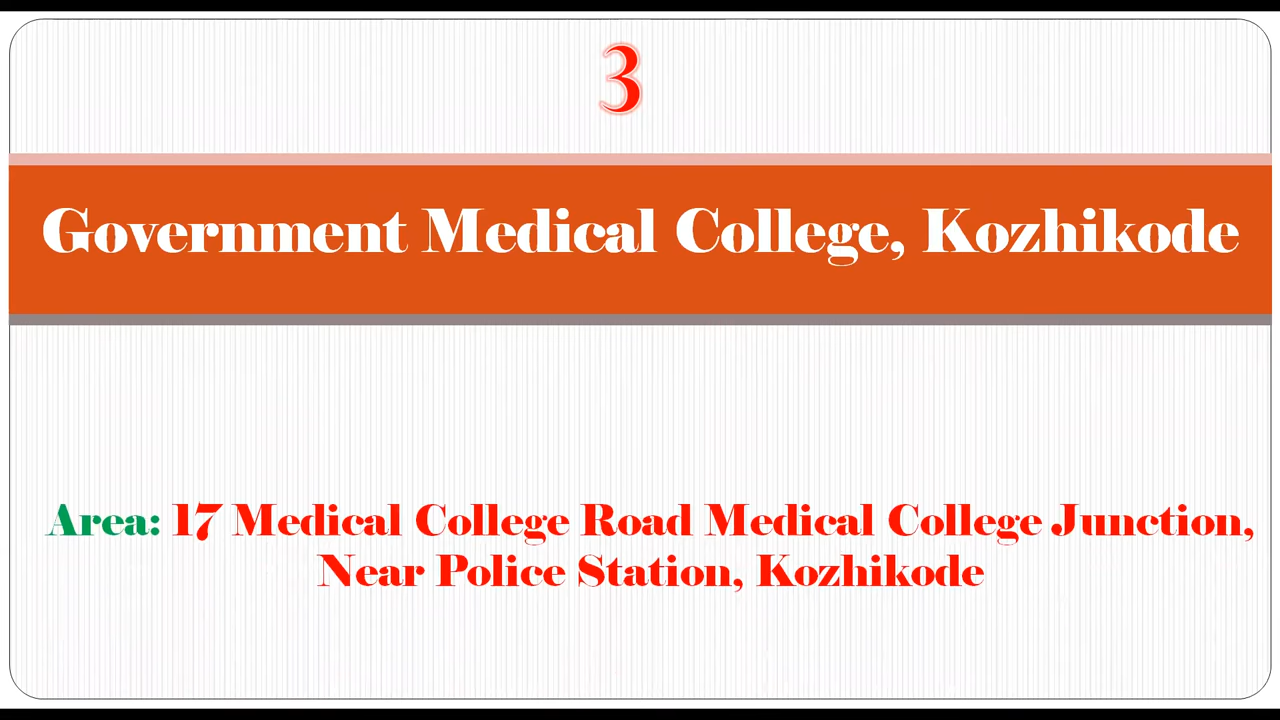 3
Government Medical College, Kozhikode
Area: 17 Medical College Road Medical College Junction,
Near Police Station, Kozhikode